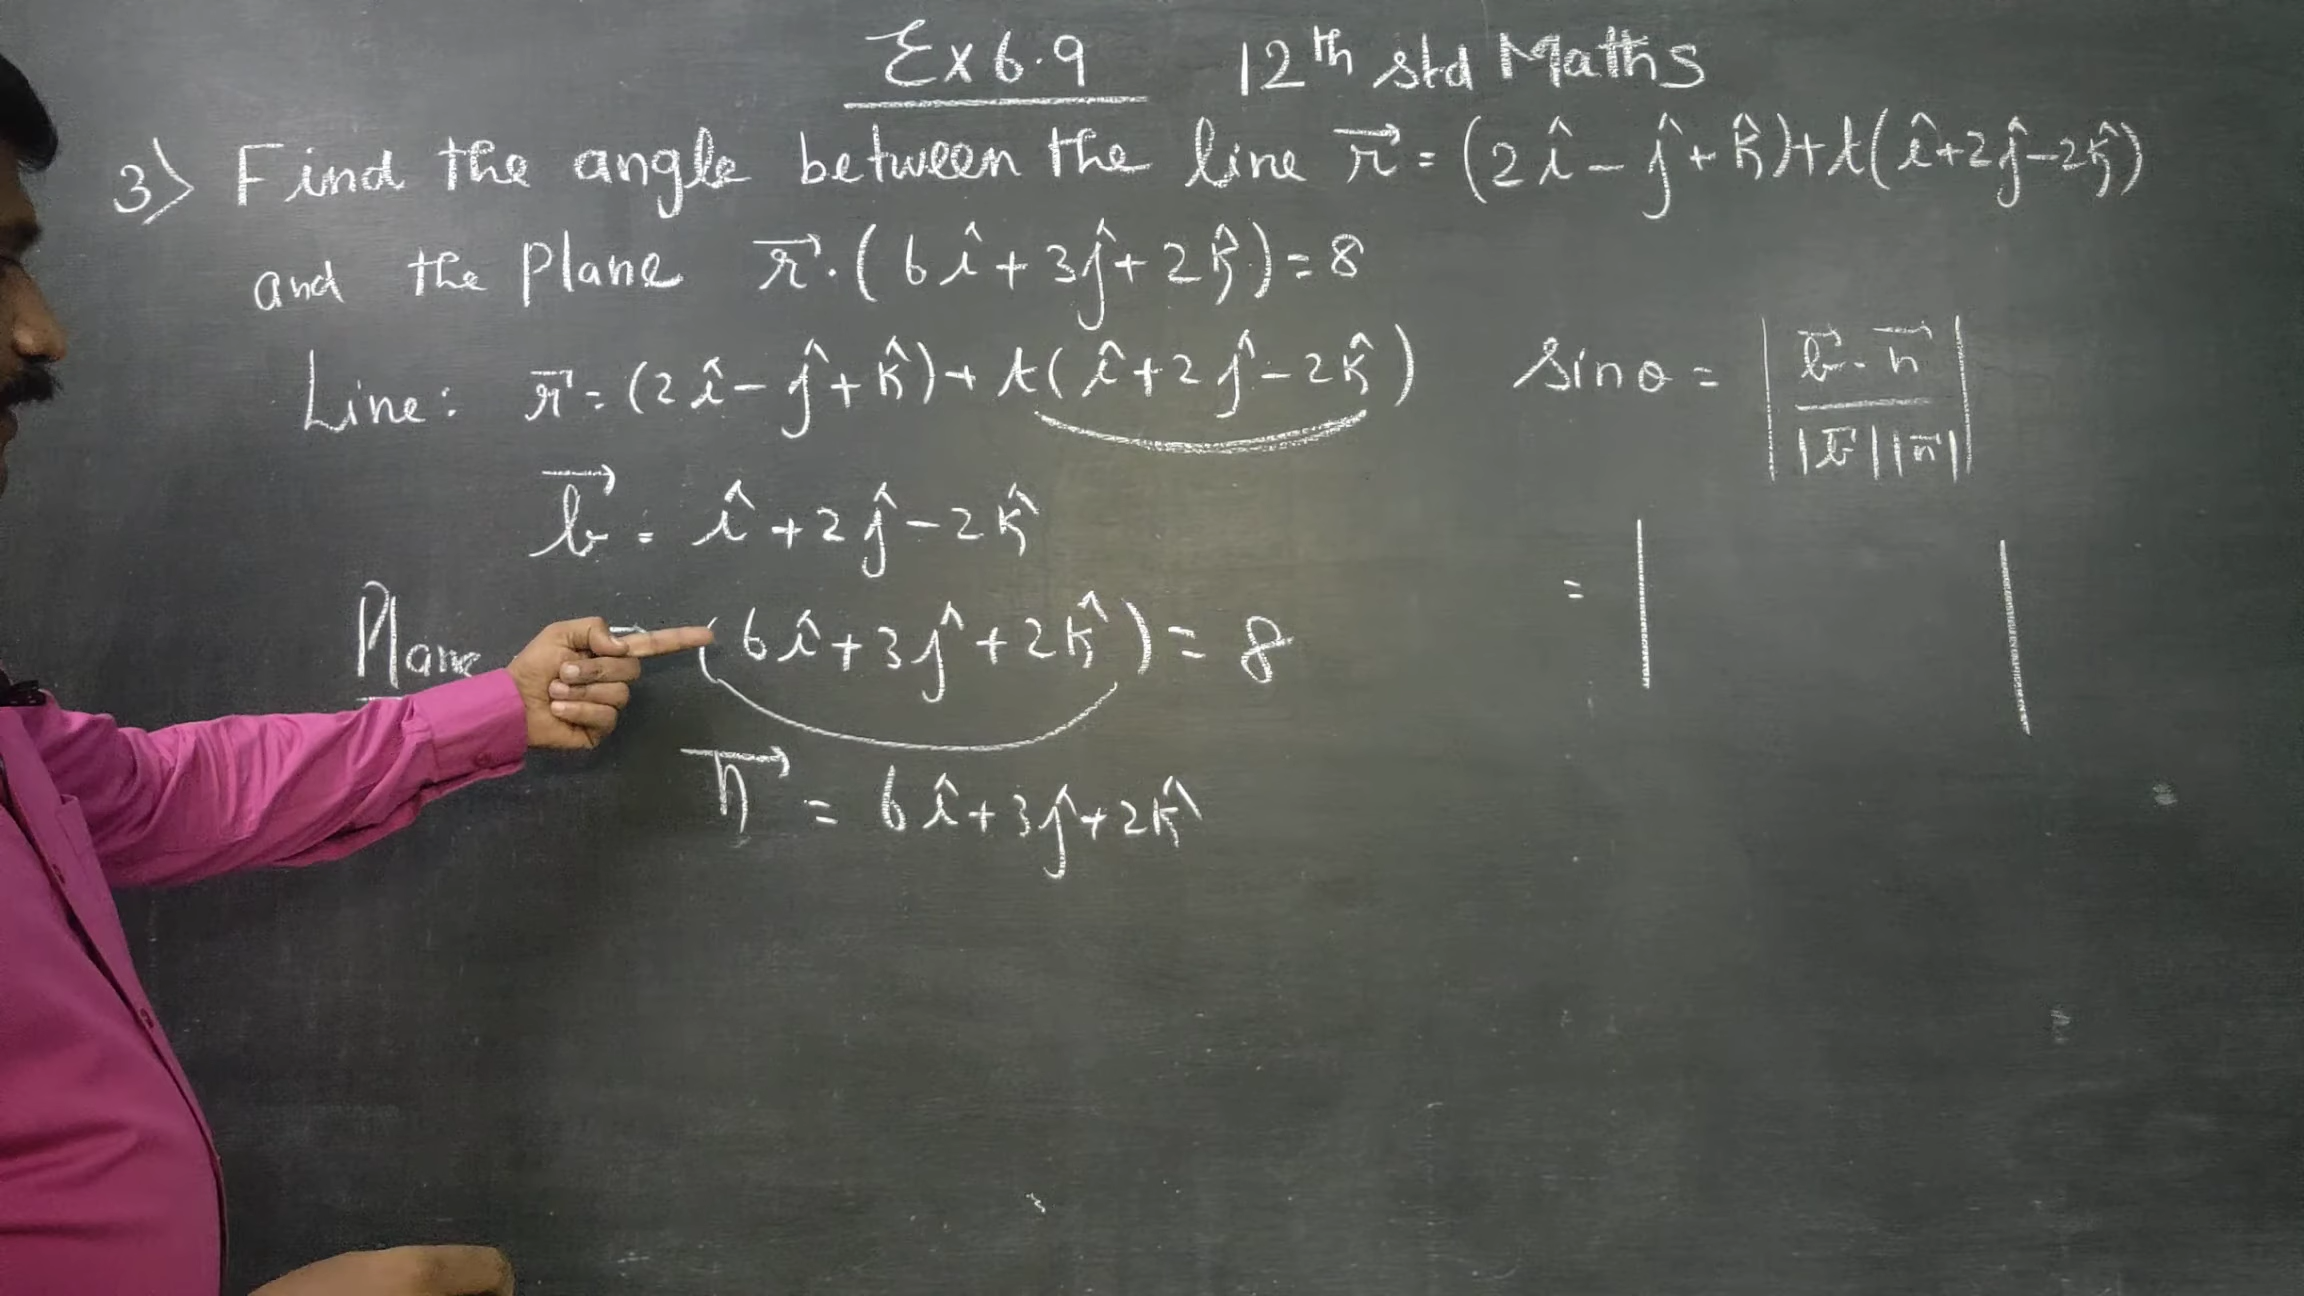 Ex 6.9 12th std Maths
3) Find the angle between the line r⃗ = (2î - ĵ + k̂) + t(î + 2ĵ - 2k̂)
and the plane r⃗ · (6î + 3ĵ + 2k̂) = 8
Line: r⃗ = (2î - ĵ + k̂) + t(î + 2ĵ - 2k̂)
b⃗ = î + 2ĵ - 2k̂
Plane (6î + 3ĵ + 2k̂) = 8
n⃗ = 6î + 3ĵ + 2k̂
sin θ = | b⃗ · n⃗ / |b⃗| |n⃗| |
= | |